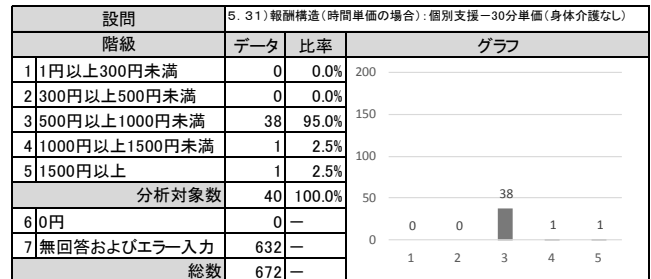 設問 5．31）報酬構造（時間単価の場合）：個別支援－30分単価（身体介護なし）
階級 データ 比率 グラフ
1 1円以上300円未満 0 0.0%
2 300円以上500円未満 0 0.0%
3 500円以上1000円未満 38 95.0%
4 1000円以上1500円未満 1 2.5%
5 1500円以上 1 2.5%
分析対象数 40 100.0%
6 0円 0 －
7 無回答およびエラー入力 632 －
総数 672 －
200
150
100
50
0
0 0 38 1 1
1 2 3 4 5